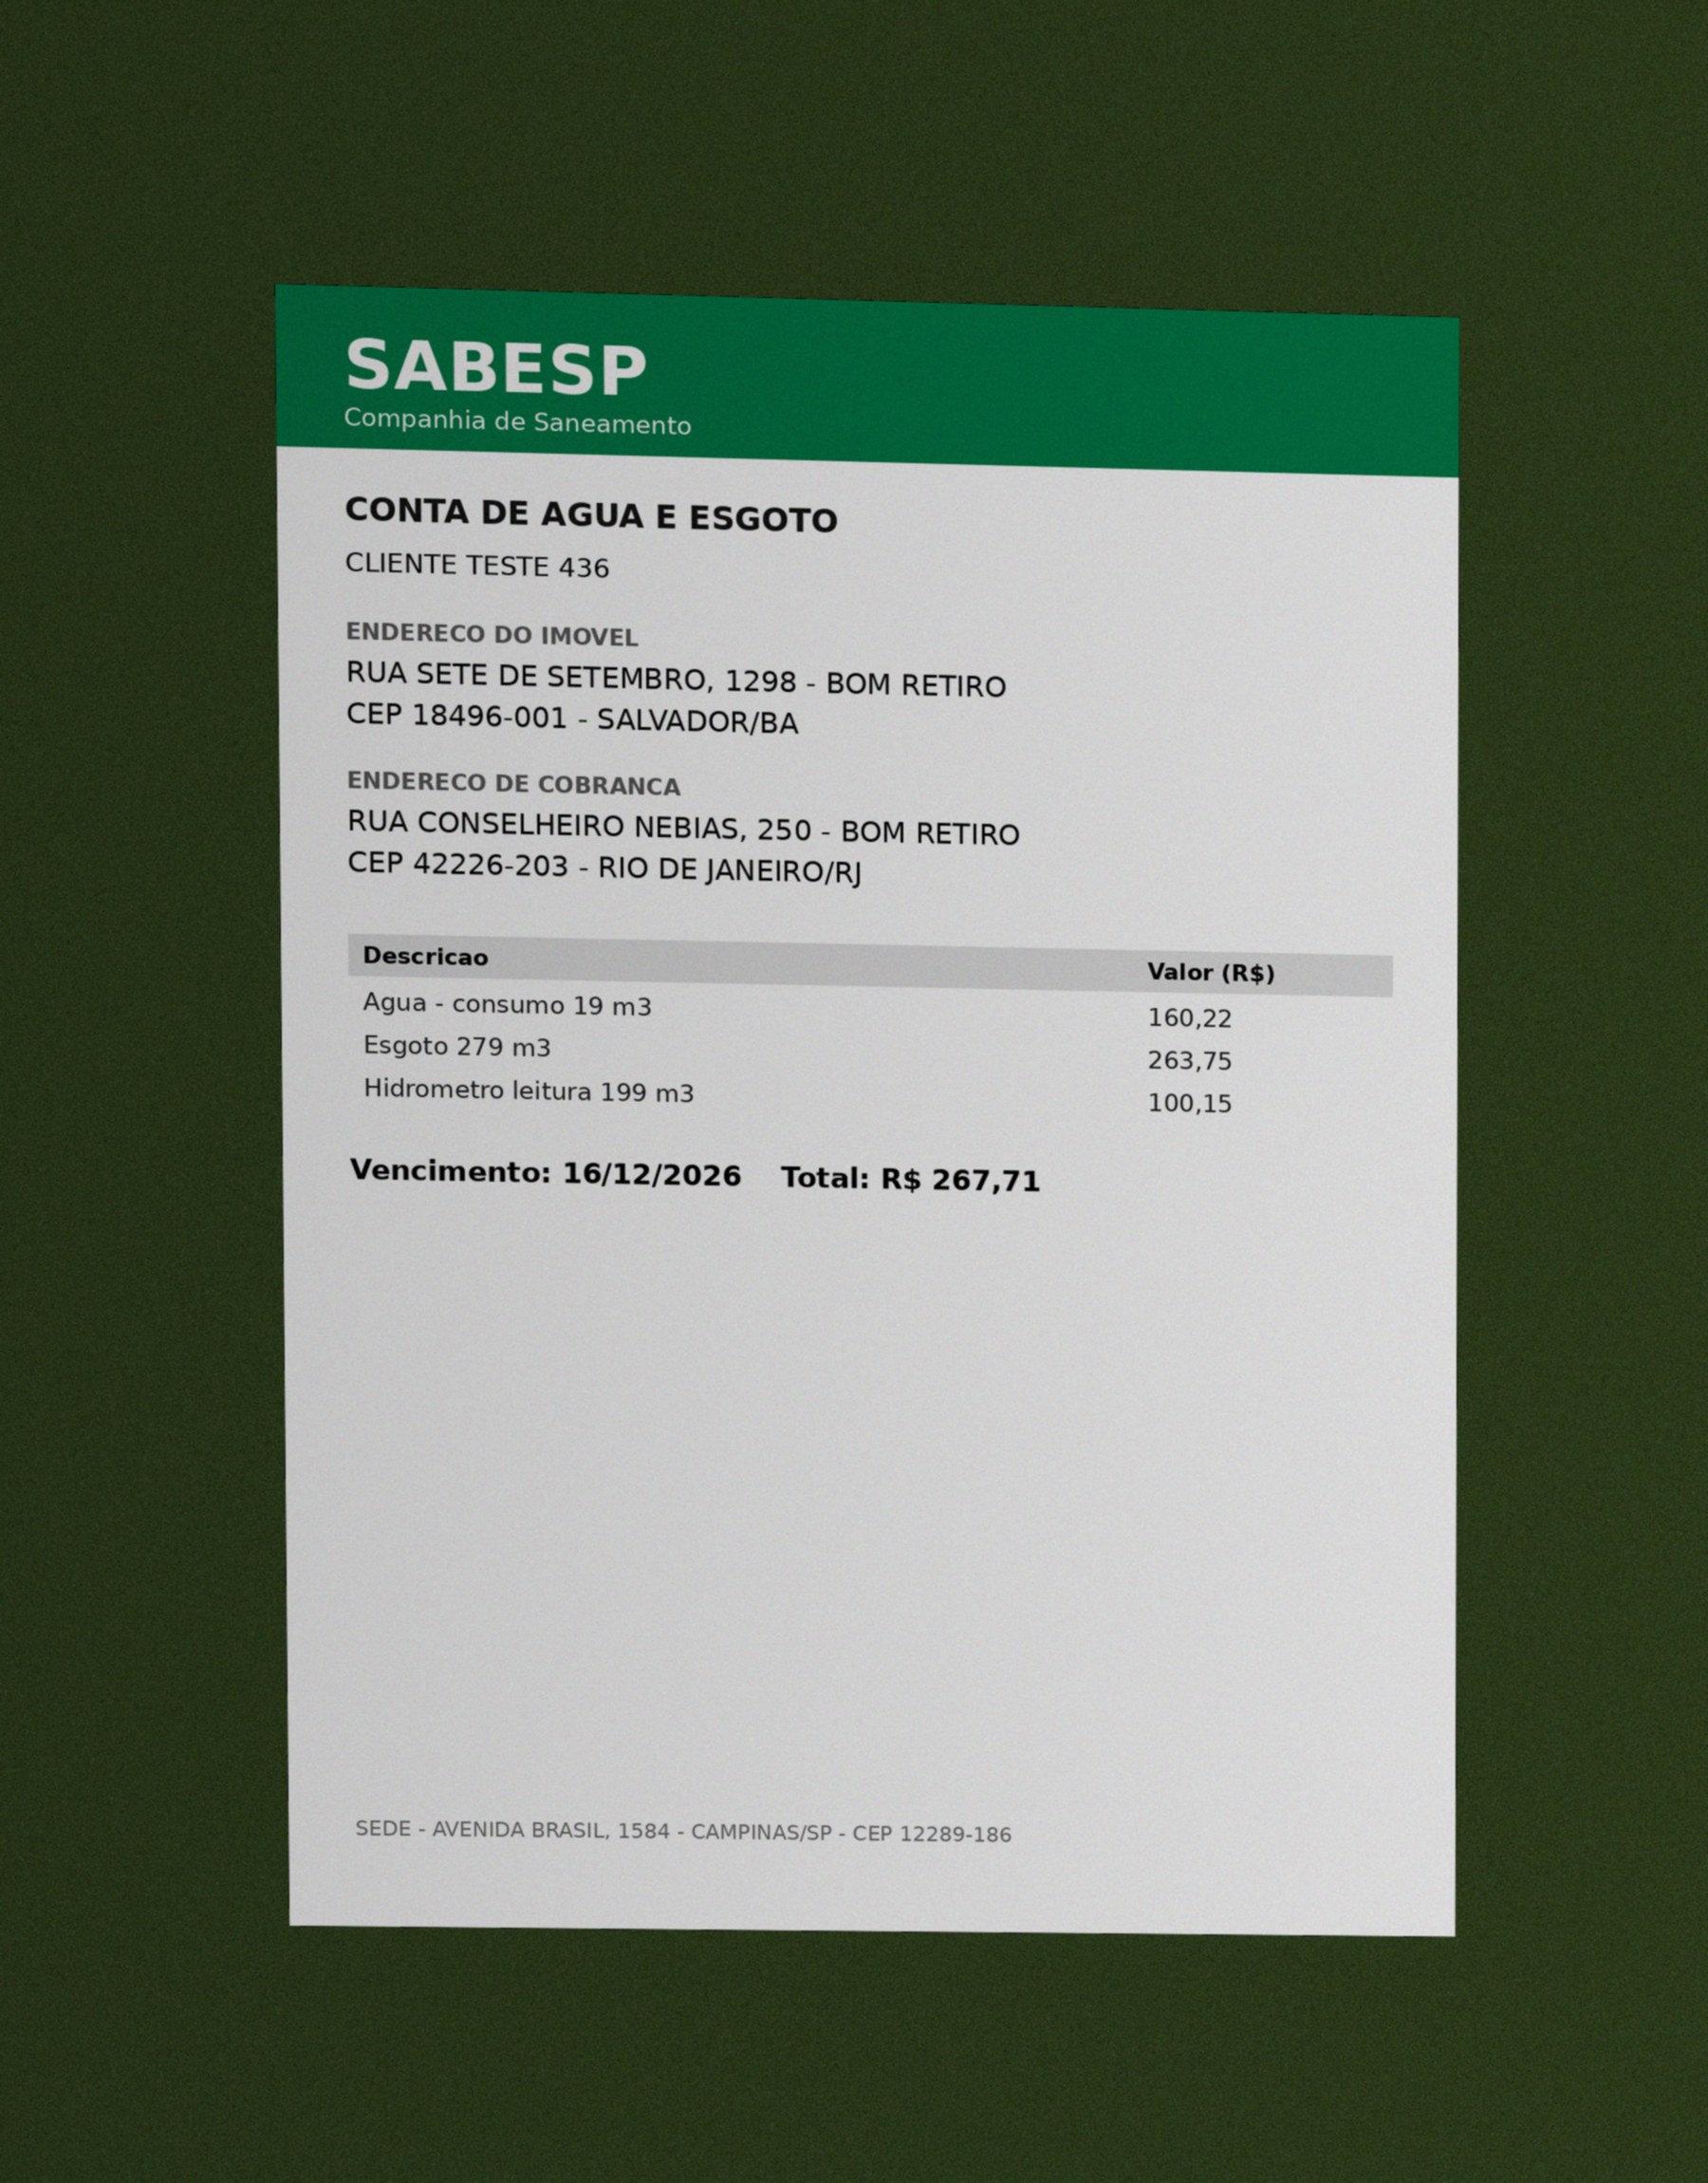 SABESP
Companhia de Saneamento
CONTA DE AGUA E ESGOTO
CLIENTE TESTE 436
ENDERECO DO IMOVEL
RUA SETE DE SETEMBRO, 1298 - BOM RETIRO
CEP 18496-001 - SALVADOR/BA
ENDERECO DE COBRANCA
RUA CONSELHEIRO NEBIAS, 250 - BOM RETIRO
CEP 42226-203 - RIO DE JANEIRO/RJ
Descricao Valor (R$)
Agua - consumo 19 m3 160,22
Esgoto 279 m3 263,75
Hidrometro leitura 199 m3 100,15
Vencimento: 16/12/2026 Total: R$ 267,71
SEDE - AVENIDA BRASIL, 1584 - CAMPINAS/SP - CEP 12289-186